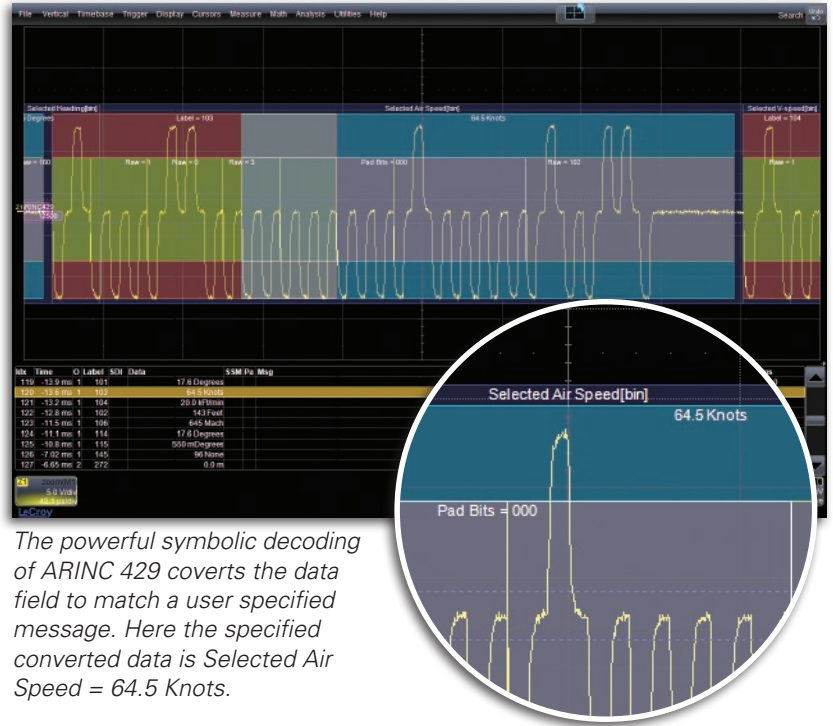 File Vertical Timebase Trigger Display Cursors Measure Math Analysis Utilities Help
Search Undo
Selected Heading[bin] Selected Air Speed[bin] Selected V-speed[bin]
Degrees Label = 103 64.5 Knots Label = 104
= 160 Raw = 1 Raw = 0 Raw = 3 Pad Bits = 000 Raw = 102 Raw = 1
Idx Time O Label SDI Data SSM Pa Msg
119 -13.9 ms 1 101 17.6 Degrees
120 -13.6 ms 1 103 64.5 Knots
121 -13.2 ms 1 104 20.0 kFt/min
122 -12.8 ms 1 102 143 Feet
123 -11.5 ms 1 106 645 Mach
124 -11.1 ms 1 114 17.6 Degrees
125 -10.8 ms 1 115 550 mDegrees
126 -7.02 ms 1 145 96 None
127 -6.65 ms 2 272 0.0 m
Z1 zoom(M1)
5.0 V/div
LeCroy
Selected Air Speed[bin]
64.5 Knots
Pad Bits = 000
The powerful symbolic decoding
of ARINC 429 coverts the data
field to match a user specified
message. Here the specified
converted data is Selected Air
Speed = 64.5 Knots.